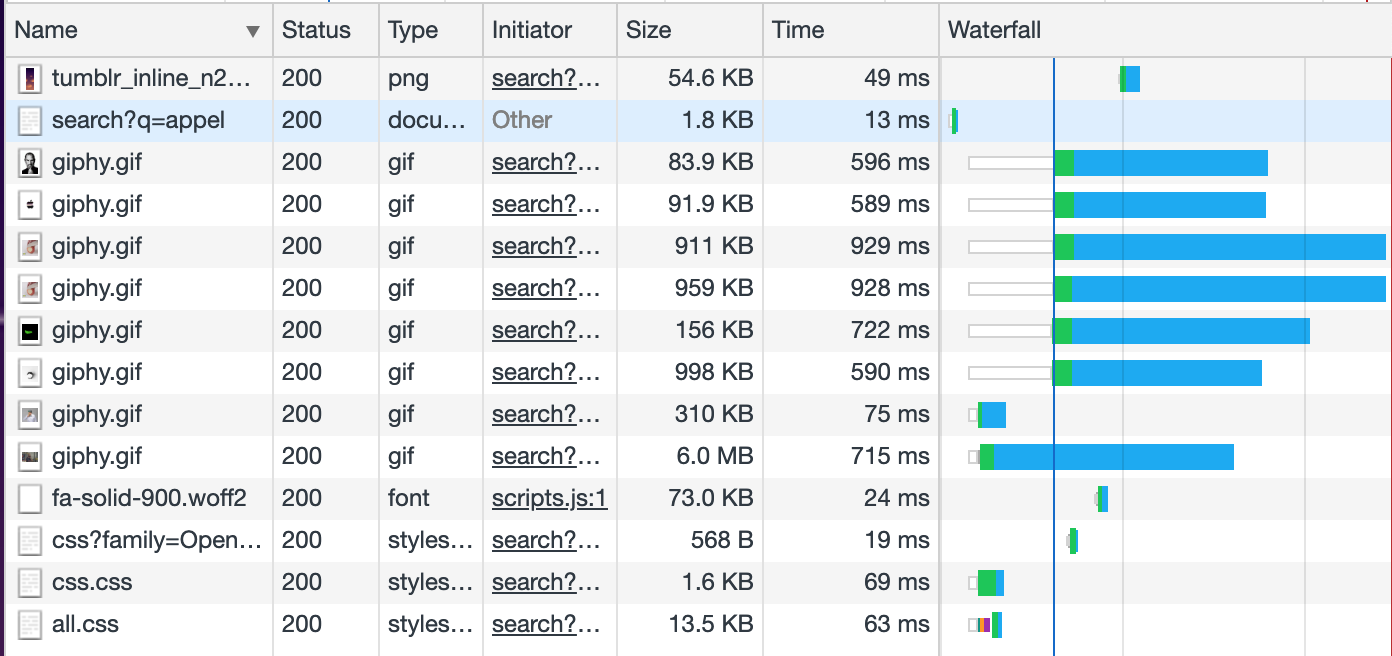 Name ▼ Status Type Initiator Size Time Waterfall
tumblr_inline_n2... 200 png search?... 54.6 KB 49 ms
search?q=appel 200 docu... Other 1.8 KB 13 ms
giphy.gif 200 gif search?... 83.9 KB 596 ms
giphy.gif 200 gif search?... 91.9 KB 589 ms
giphy.gif 200 gif search?... 911 KB 929 ms
giphy.gif 200 gif search?... 959 KB 928 ms
giphy.gif 200 gif search?... 156 KB 722 ms
giphy.gif 200 gif search?... 998 KB 590 ms
giphy.gif 200 gif search?... 310 KB 75 ms
giphy.gif 200 gif search?... 6.0 MB 715 ms
fa-solid-900.woff2 200 font scripts.js:1 73.0 KB 24 ms
css?family=Open... 200 styles... search?... 568 B 19 ms
css.css 200 styles... search?... 1.6 KB 69 ms
all.css 200 styles... search?... 13.5 KB 63 ms